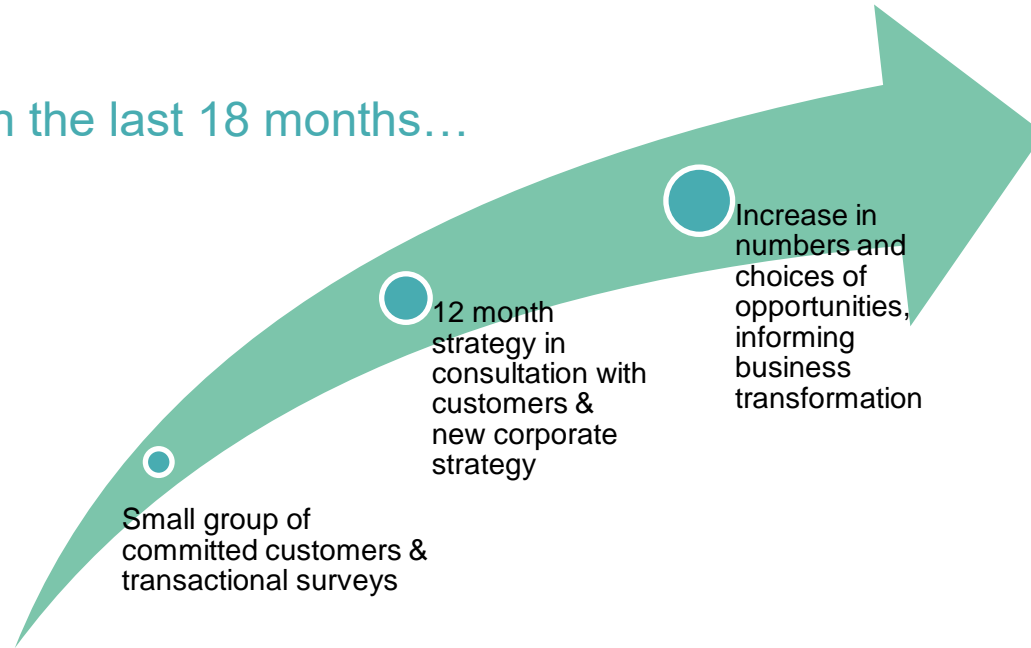 n the last 18 months…
Increase in
numbers and
choices of
opportunities,
informing
business
transformation
12 month
strategy in
consultation with
customers &
new corporate
strategy
Small group of
committed customers &
transactional surveys